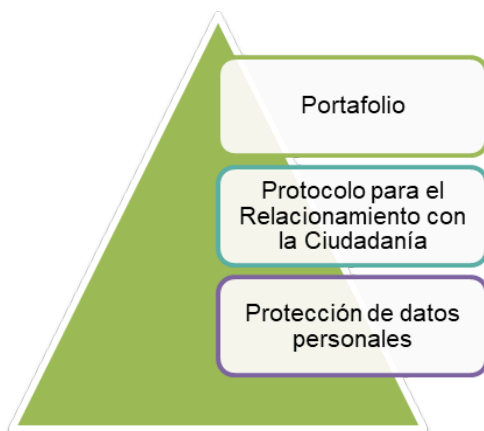 Portafolio
Protocolo para el
Relacionamiento con
la Ciudadanía
Protección de datos
personales